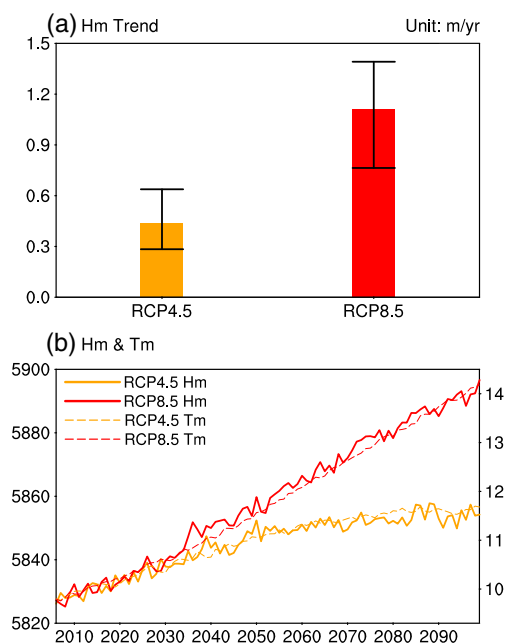 (a) Hm Trend Unit: m/yr
1.5
1.2
0.9
0.6
0.3
0.0
RCP4.5 RCP8.5
(b) Hm & Tm
5900
5880
5860
5840
5820
RCP4.5 Hm
RCP8.5 Hm
RCP4.5 Tm
RCP8.5 Tm
14
13
12
11
10
2010 2020 2030 2040 2050 2060 2070 2080 2090